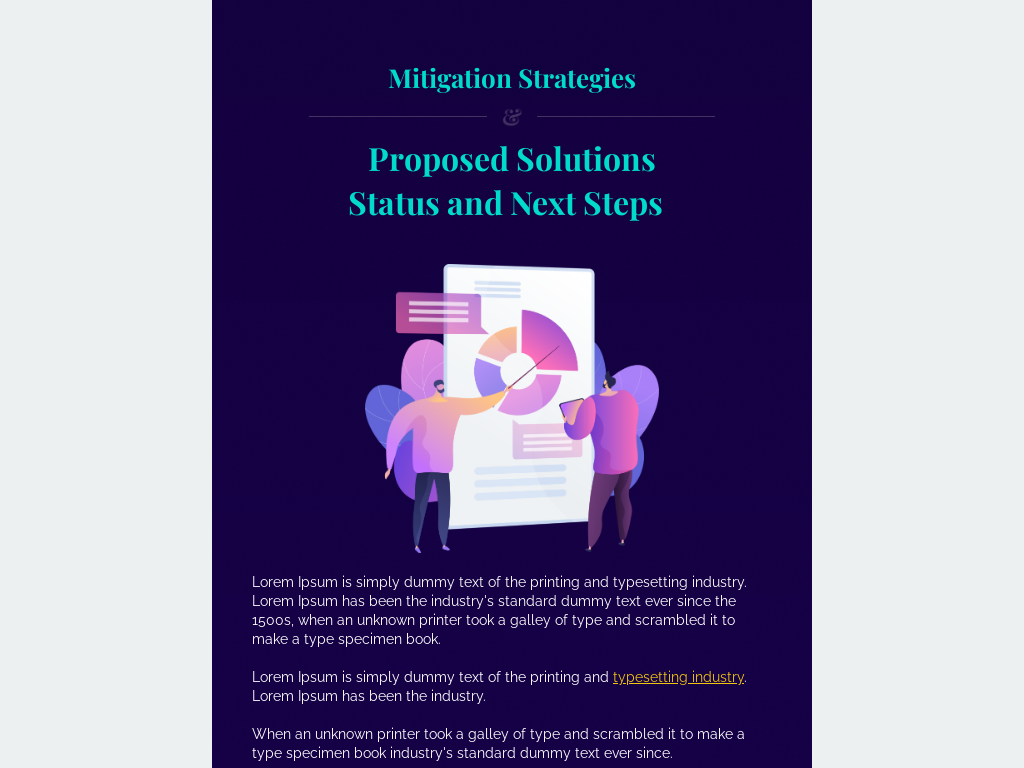 Mitigation Strategies
&
Proposed Solutions
Status and Next Steps
Lorem Ipsum is simply dummy text of the printing and typesetting industry.
Lorem Ipsum has been the industry's standard dummy text ever since the
1500s, when an unknown printer took a galley of type and scrambled it to
make a type specimen book.
Lorem Ipsum is simply dummy text of the printing and typesetting industry.
Lorem Ipsum has been the industry.
When an unknown printer took a galley of type and scrambled it to make a
type specimen book industry's standard dummy text ever since.